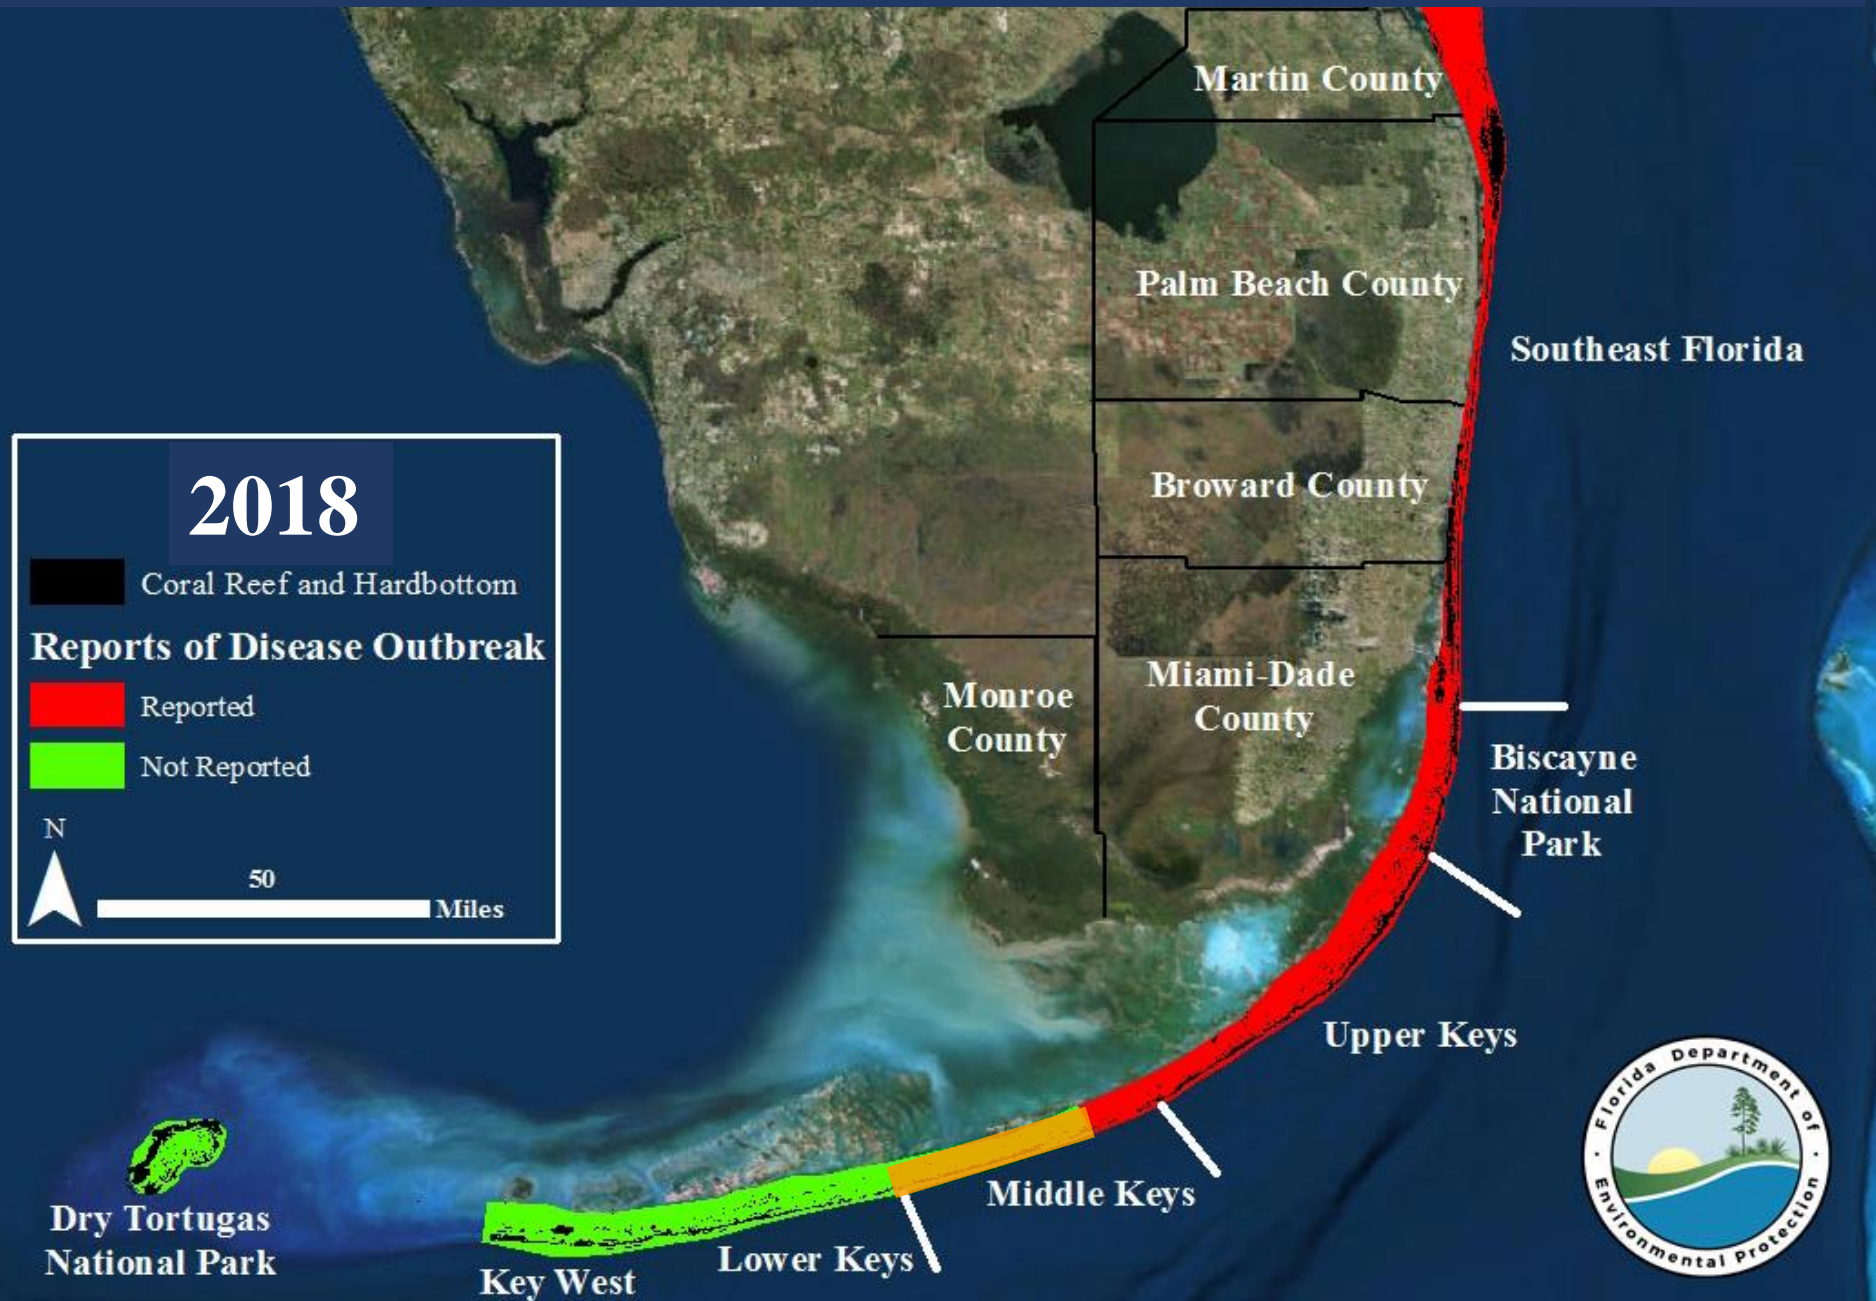 Martin County
Palm Beach County
Southeast Florida
2018
Coral Reef and Hardbottom
Reports of Disease Outbreak
Reported
Not Reported
N
50
Miles
Broward County
Miami-Dade
County
Monroe
County
Biscayne
National
Park
Upper Keys
Middle Keys
Lower Keys
Key West
Dry Tortugas
National Park
Florida Department of
Environmental Protection